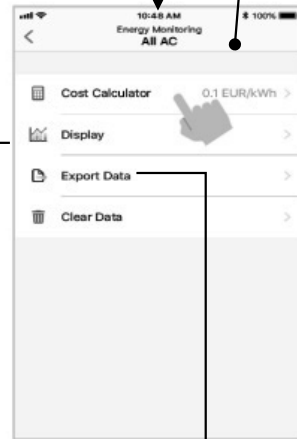 10:48 AM
100%
Energy Monitoring
All AC
Cost Calculator 0.1 EUR/kWh
Display
Export Data
Clear Data